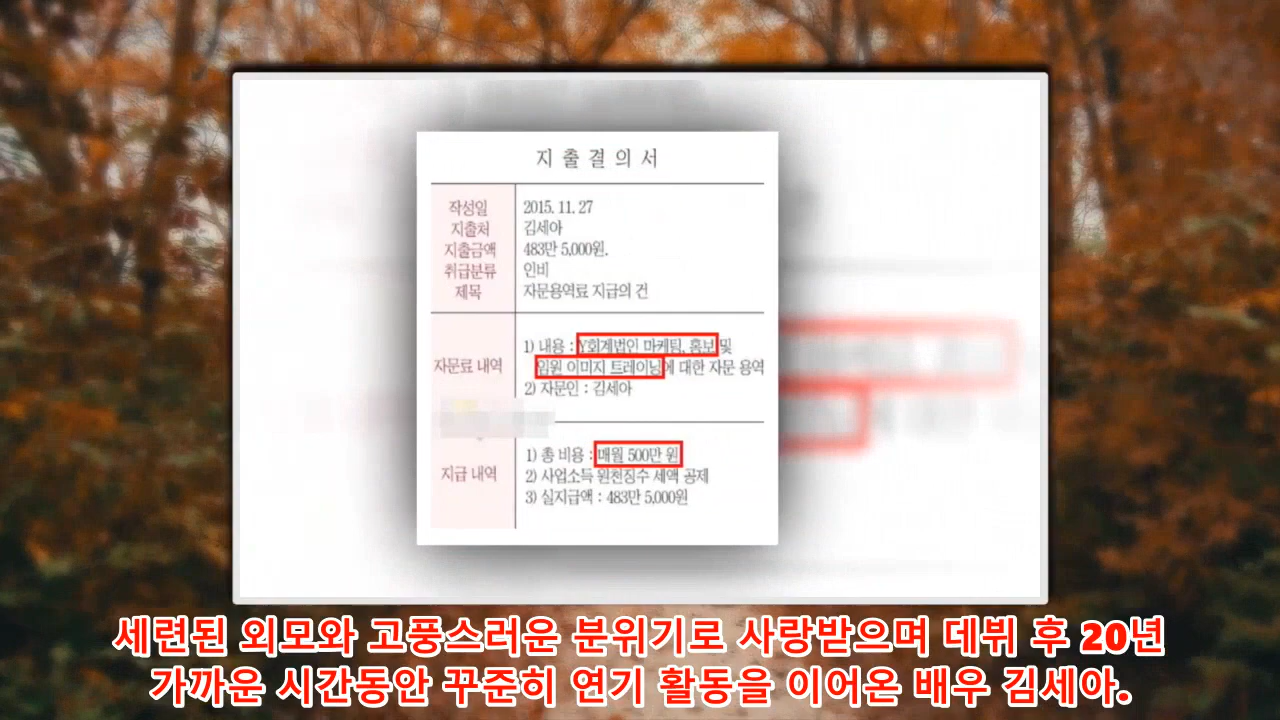 지출결의서
작성일 2015. 11. 27
지출처 김세아
지출금액 483만 5,000원.
취급분류 인비
제목 자문용역료 지급의 건
자문료 내역 1) 내용 : Y회계법인 마케팅, 홍보 및
임원 이미지 트레이닝에 대한 자문 용역
2) 자문인 : 김세아
지급 내역 1) 총 비용 : 매월 500만 원
2) 사업소득 원천징수 세액 공제
3) 실지급액 : 483만 5,000원
세련된 외모와 고풍스러운 분위기로 사랑받으며 데뷔 후 20년
가까운 시간동안 꾸준히 연기 활동을 이어온 배우 김세아.